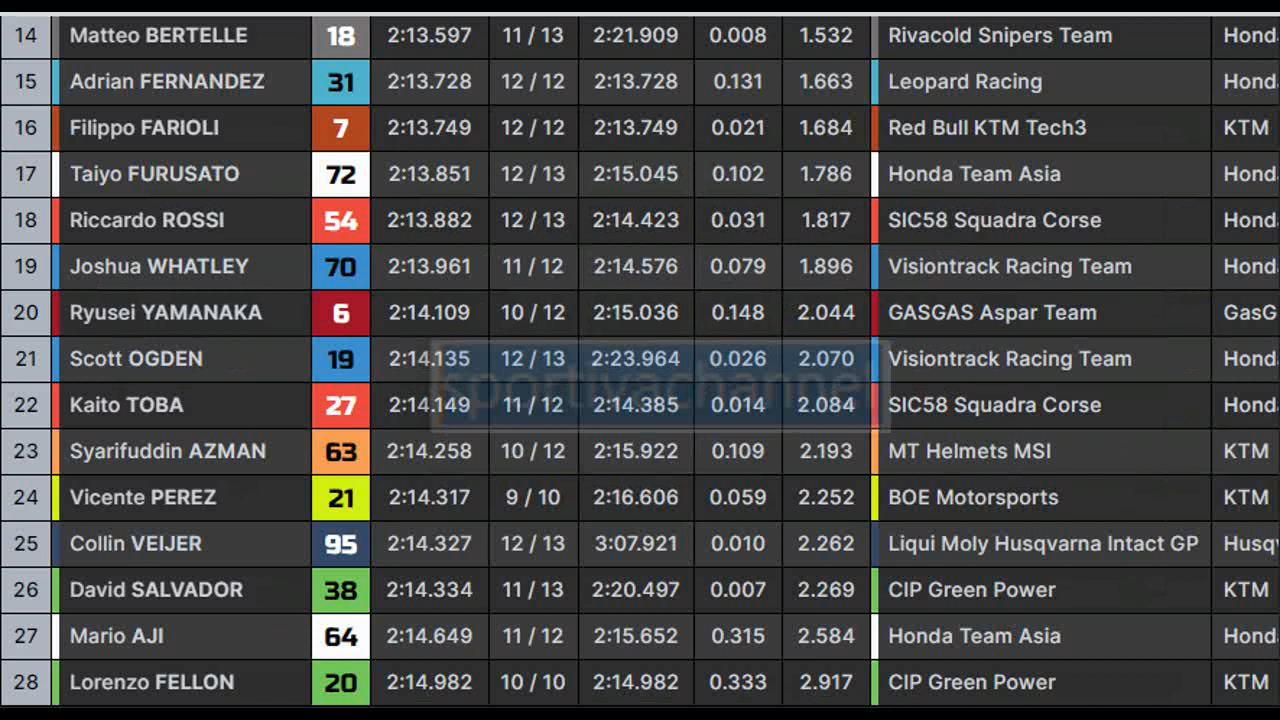 14 Matteo BERTELLE 18 2:13.597 11 / 13 2:21.909 0.008 1.532 Rivacold Snipers Team Hond
15 Adrian FERNANDEZ 31 2:13.728 12 / 12 2:13.728 0.131 1.663 Leopard Racing Hond
16 Filippo FARIOLI 7 2:13.749 12 / 12 2:13.749 0.021 1.684 Red Bull KTM Tech3 KTM
17 Taiyo FURUSATO 72 2:13.851 12 / 13 2:15.045 0.102 1.786 Honda Team Asia Hond
18 Riccardo ROSSI 54 2:13.882 12 / 13 2:14.423 0.031 1.817 SIC58 Squadra Corse Hond
19 Joshua WHATLEY 70 2:13.961 11 / 12 2:14.576 0.079 1.896 Visiontrack Racing Team Hond
20 Ryusei YAMANAKA 6 2:14.109 10 / 12 2:15.036 0.148 2.044 GASGAS Aspar Team GasG
21 Scott OGDEN 19 2:14.135 12 / 13 2:23.964 0.026 2.070 Visiontrack Racing Team Hond
sportivachannel
22 Kaito TOBA 27 2:14.149 11 / 12 2:14.385 0.014 2.084 SIC58 Squadra Corse Hond
23 Syarifuddin AZMAN 63 2:14.258 10 / 12 2:15.922 0.109 2.193 MT Helmets MSI KTM
24 Vicente PEREZ 21 2:14.317 9 / 10 2:16.606 0.059 2.252 BOE Motorsports KTM
25 Collin VEIJER 95 2:14.327 12 / 13 3:07.921 0.010 2.262 Liqui Moly Husqvarna Intact GP Husq
26 David SALVADOR 38 2:14.334 11 / 13 2:20.497 0.007 2.269 CIP Green Power KTM
27 Mario AJI 64 2:14.649 11 / 12 2:15.652 0.315 2.584 Honda Team Asia Hond
28 Lorenzo FELLON 20 2:14.982 10 / 10 2:14.982 0.333 2.917 CIP Green Power KTM